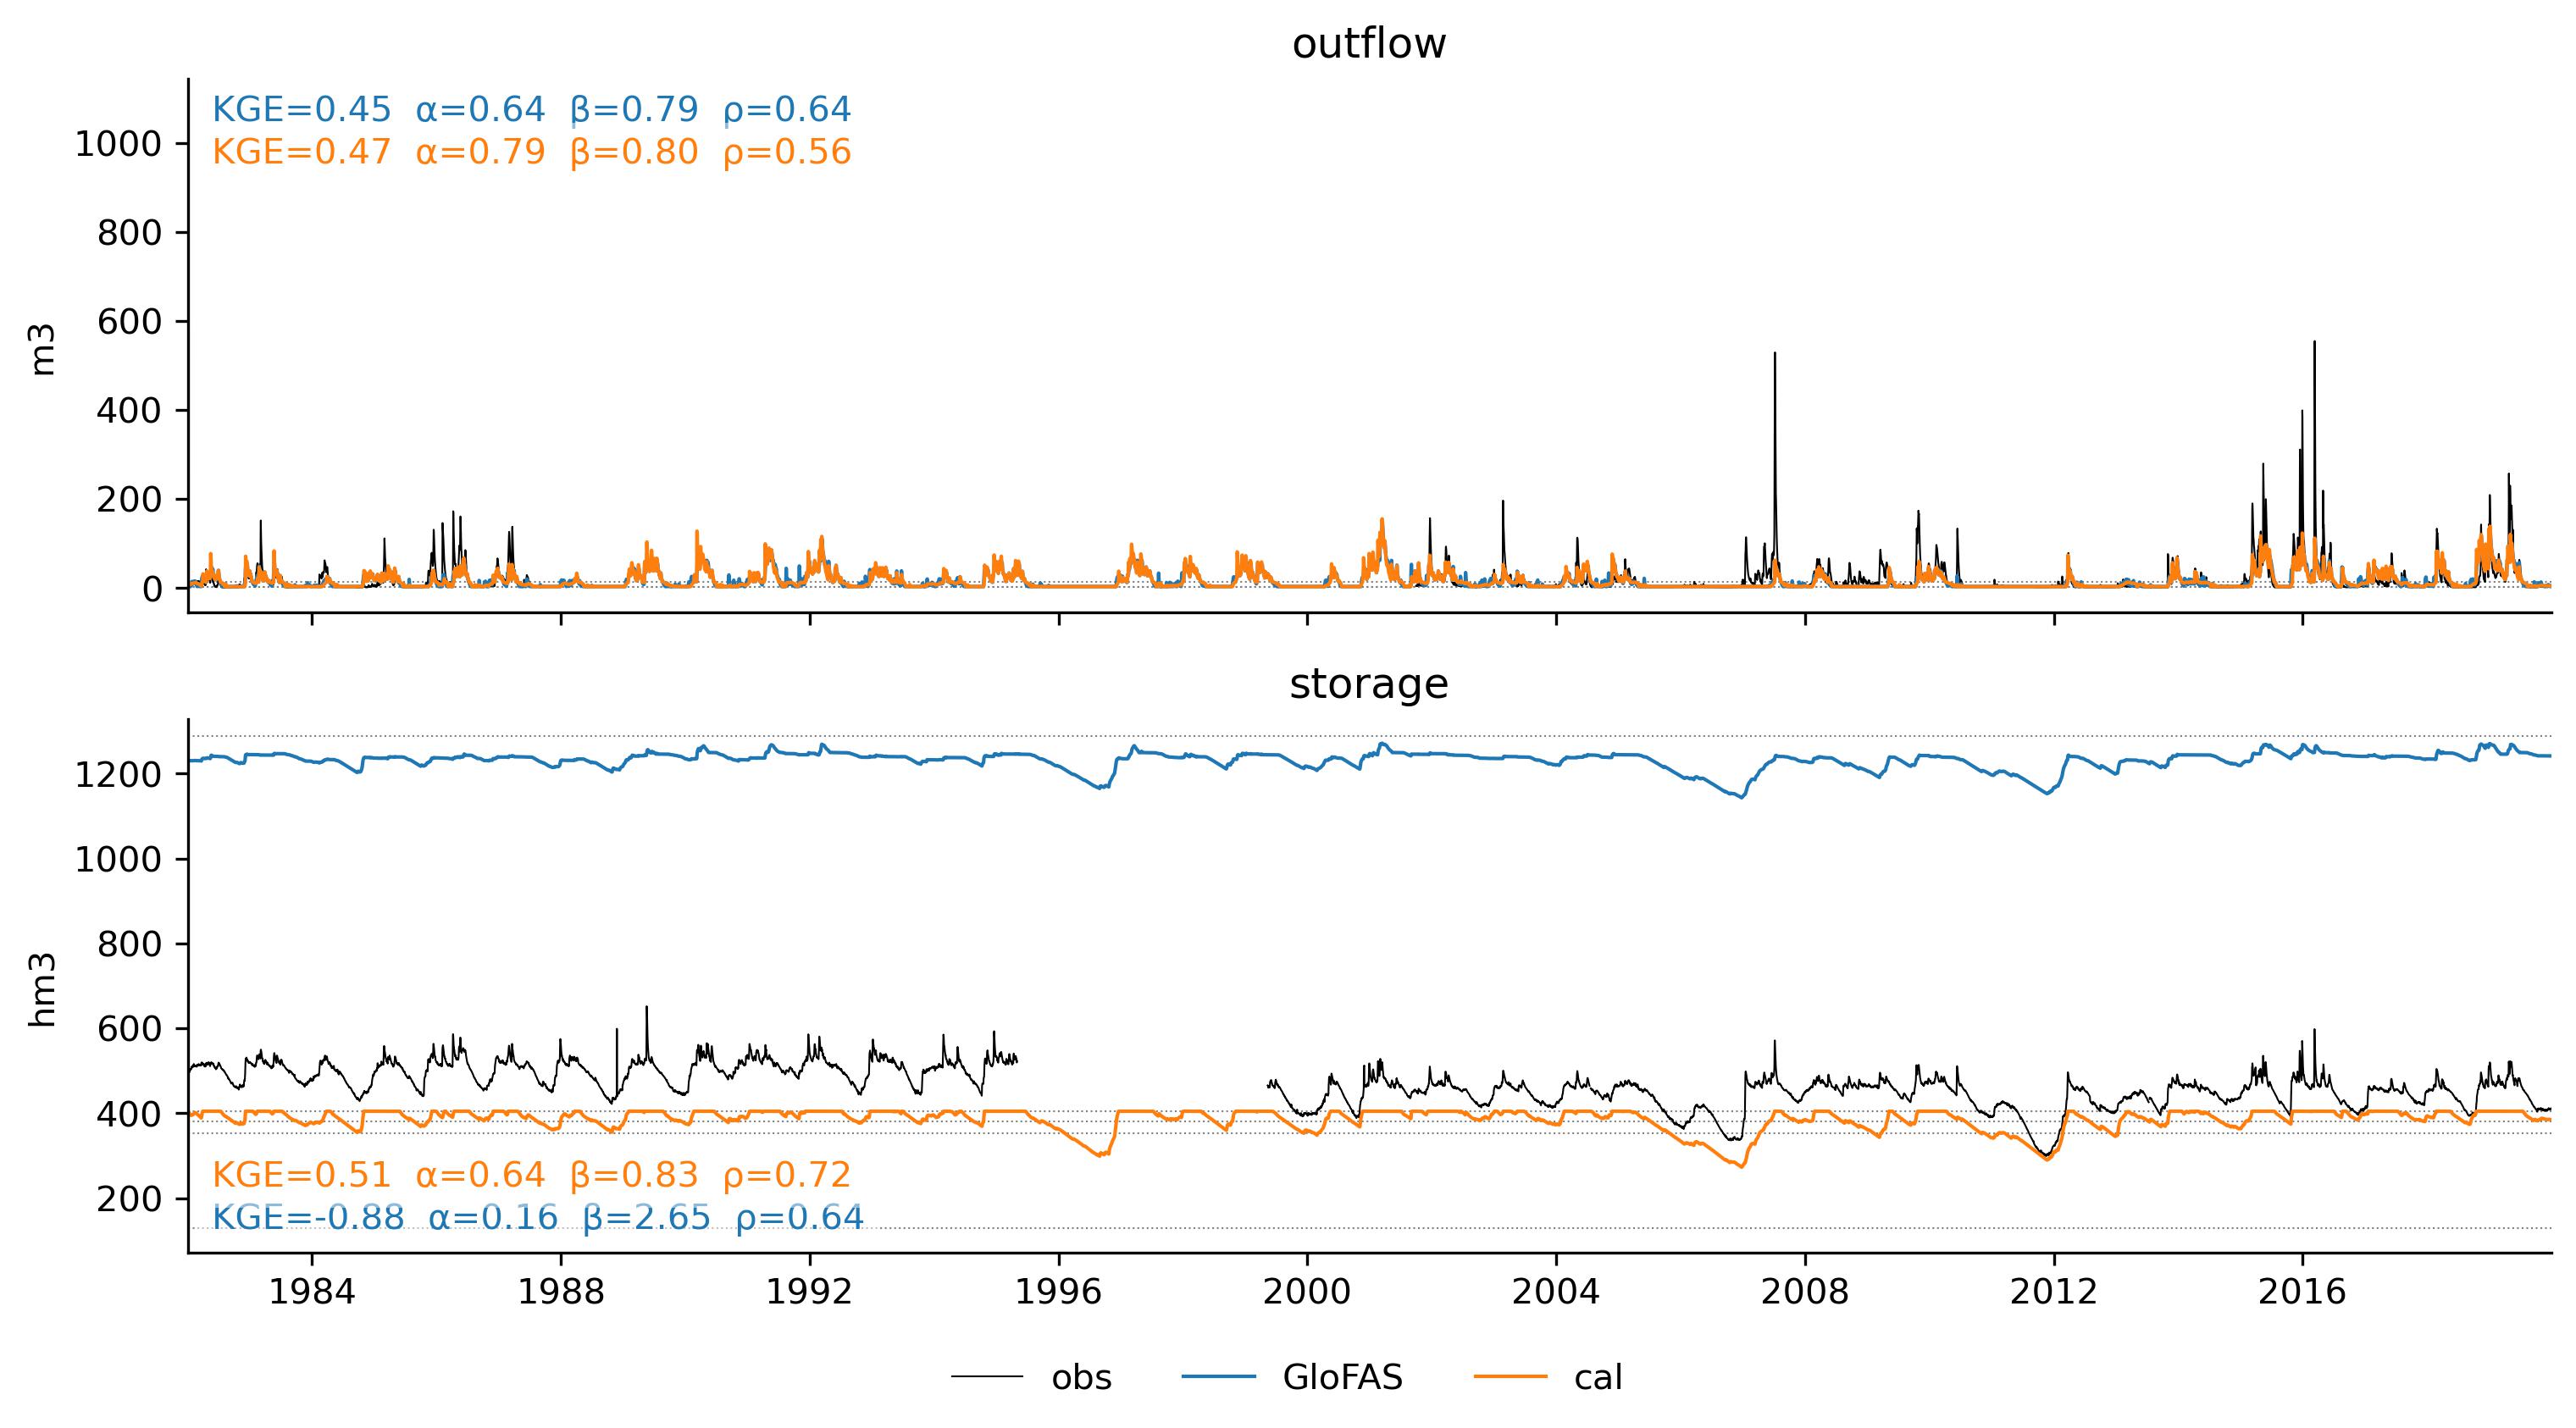 outflow
KGE=0.45 α=0.64 β=0.79 ρ=0.64
KGE=0.47 α=0.79 β=0.80 ρ=0.56
1000
800
600
400
200
0
m3
storage
1200
1000
800
600
400
200
hm3
KGE=0.51 α=0.64 β=0.83 ρ=0.72
KGE=-0.88 α=0.16 β=2.65 ρ=0.64
1984 1988 1992 1996 2000 2004 2008 2012 2016
obs GloFAS cal